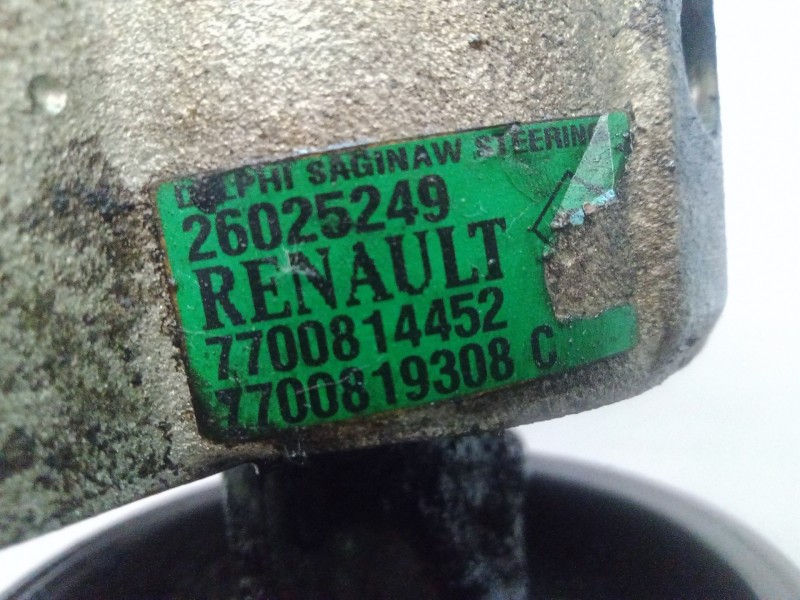 DELPHI SAGINAW STEERING
26025249
RENAULT
7700814452
7700819308 C